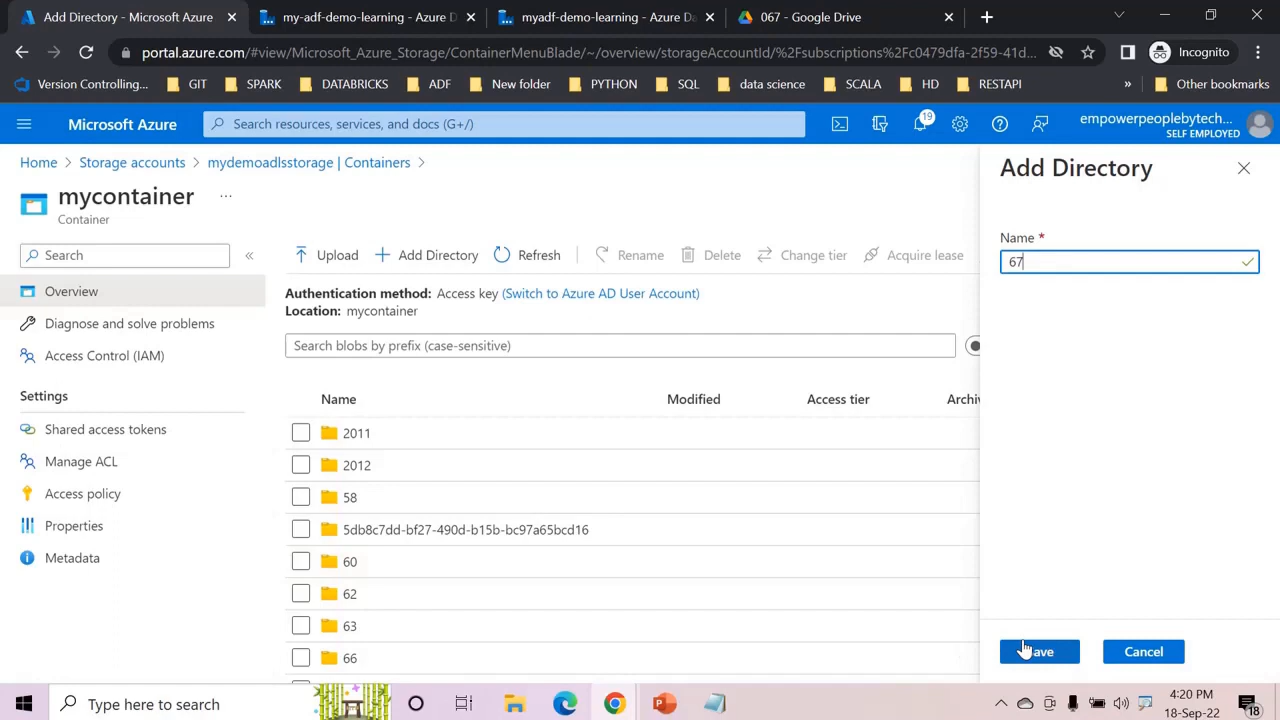 Add Directory - Microsoft Azure
my-adf-demo-learning - Azure D
myadf-demo-learning - Azure Da
067 - Google Drive
portal.azure.com/#view/Microsoft_Azure_Storage/ContainerMenuBlade/~/overview/storageAccountId/%2Fsubscriptions%2Fc0479dfa-2f59-41d...
Incognito
Version Controlling...
GIT
SPARK
DATABRICKS
ADF
New folder
PYTHON
SQL
data science
SCALA
HD
RESTAPI
»
Other bookmarks
Microsoft Azure
Search resources, services, and docs (G+/)
19
empowerpeoplebytech...
SELF EMPLOYED
Home > Storage accounts > mydemoadlsstorage | Containers >
mycontainer
...
Container
Search
«
Upload
Add Directory
Refresh
Rename
Delete
Change tier
Acquire lease
Overview
Diagnose and solve problems
Access Control (IAM)
Settings
Shared access tokens
Manage ACL
Access policy
Properties
Metadata
Authentication method: Access key (Switch to Azure AD User Account)
Location: mycontainer
Search blobs by prefix (case-sensitive)
Name
Modified
Access tier
2011
2012
58
5db8c7dd-bf27-490d-b15b-bc97a65bcd16
60
62
63
66
Add Directory
Name *
67
Cancel
Type here to search
4:20 PM
18-Sep-22
18